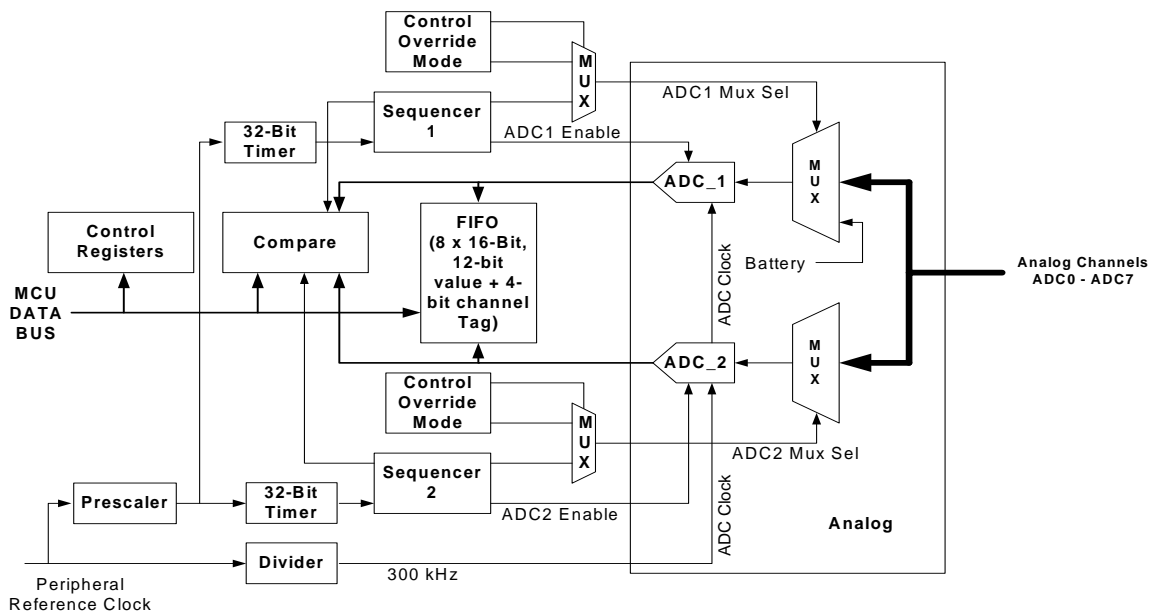 Control
Override
Mode
M
U
X
ADC1 Mux Sel
Sequencer
1
32-Bit
Timer
ADC1 Enable
ADC_1
M
U
X
Control
Registers
Compare
FIFO
(8 x 16-Bit,
12-bit
value + 4-
bit channel
Tag)
ADC Clock
Battery
Analog Channels
ADC0 - ADC7
MCU
DATA
BUS
ADC_2
M
U
X
Control
Override
Mode
M
U
X
ADC2 Mux Sel
Sequencer
2
Prescaler
32-Bit
Timer
ADC2 Enable
ADC Clock
Analog
Divider
300 kHz
Peripheral
Reference Clock